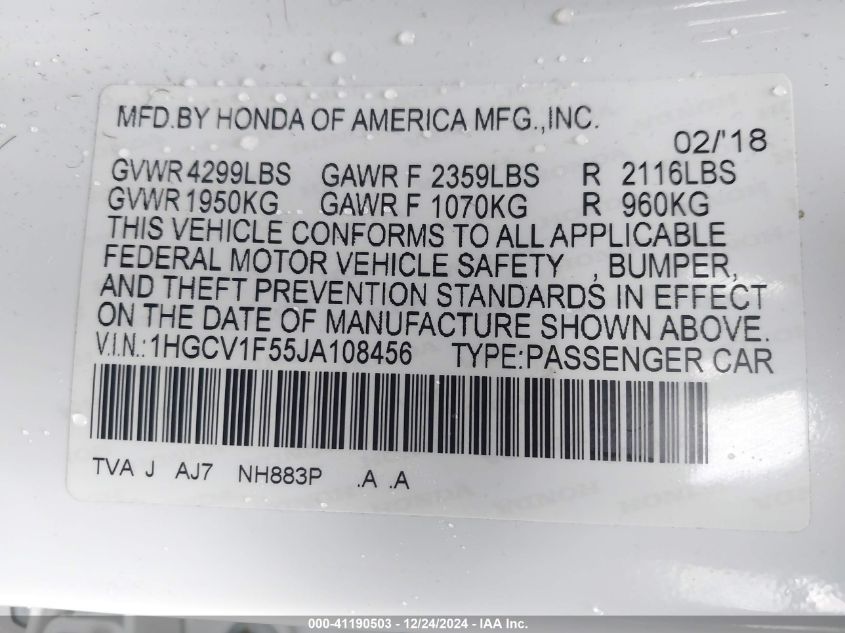 MFD.BY HONDA OF AMERICA MFG.,INC. 02/'18
GVWR 4299LBS GAWR F 2359LBS R 2116LBS
GVWR 1950KG GAWR F 1070KG R 960KG
THIS VEHICLE CONFORMS TO ALL APPLICABLE
FEDERAL MOTOR VEHICLE SAFETY , BUMPER,
AND THEFT PREVENTION STANDARDS IN EFFECT
ON THE DATE OF MANUFACTURE SHOWN ABOVE.
V.I.N.:1HGCV1F55JA108456 TYPE:PASSENGER CAR
TVA J AJ7 NH883P .A .A
HONDA HONDA HONDA
000-41190503 - 12/24/2024 - IAA Inc.